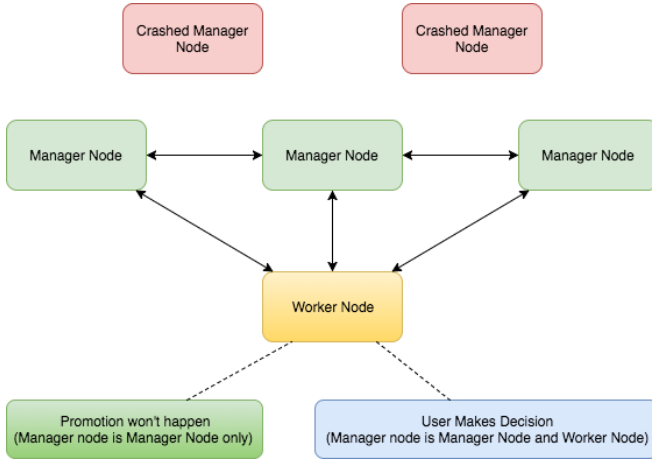 Crashed Manager
Node
Crashed Manager
Node
Manager Node
Manager Node
Manager Node
Worker Node
Promotion won't happen
(Manager node is Manager Node only)
User Makes Decision
(Manager node is Manager Node and Worker Node)